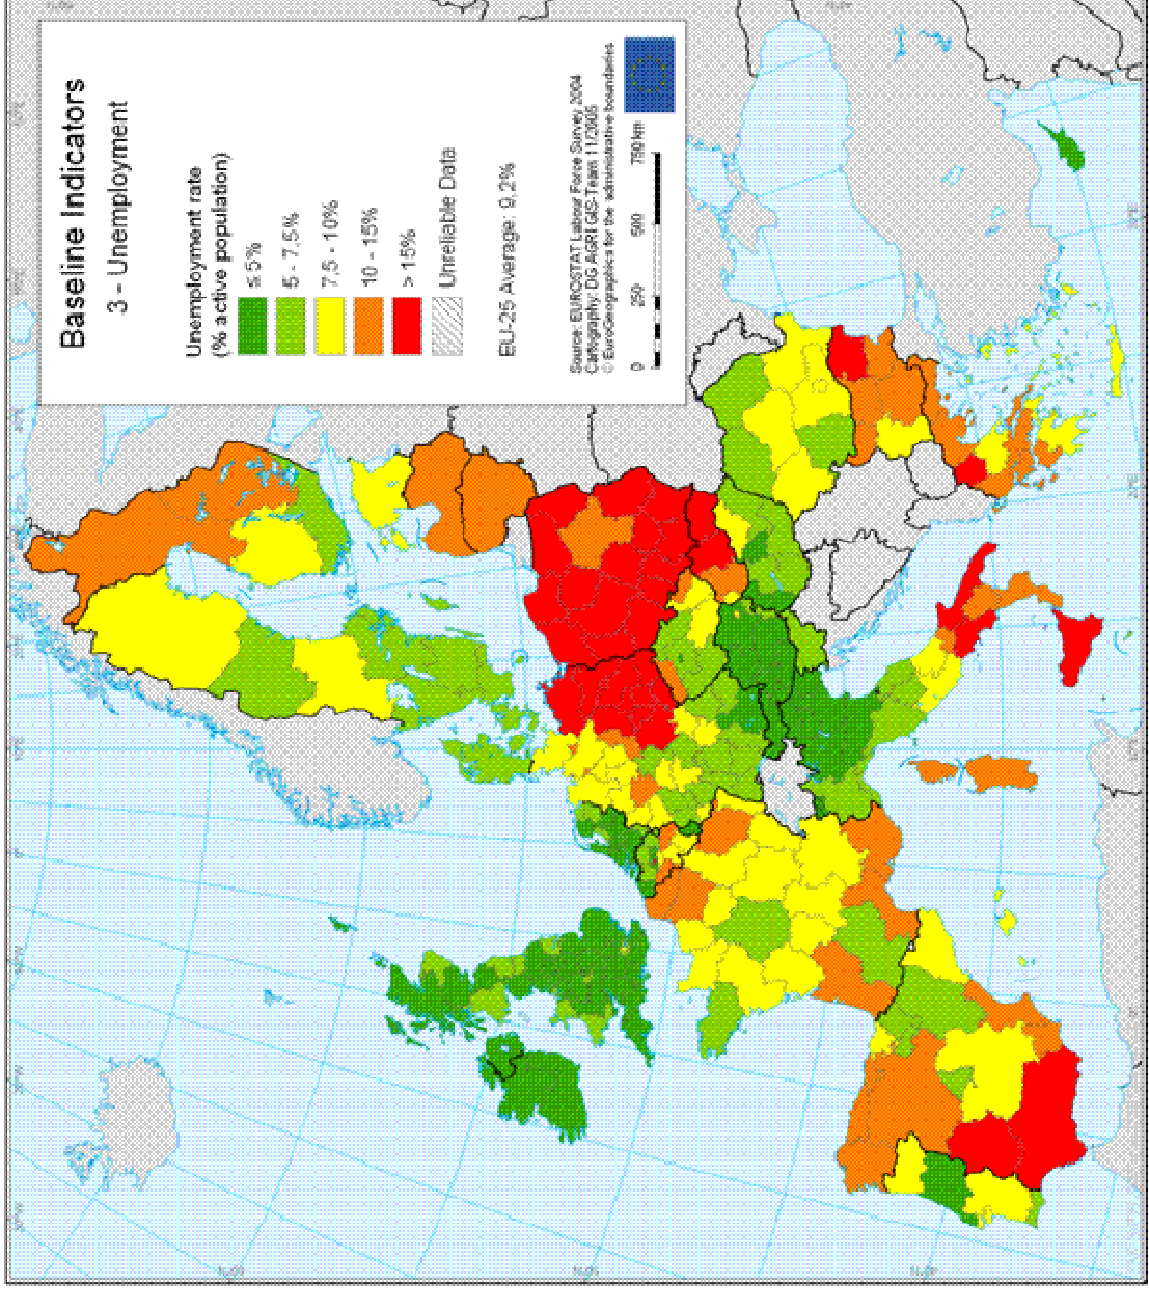 Baseline Indicators
3 - Unemployment
Unemployment rate
(% active population)
≤ 5%
5 - 7.5%
7.5 - 10%
10 - 15%
> 15%
Unreliable Data
EU-25 Average: 9,2%
Source: EUROSTAT Labour Force Survey 2004
Cartography: DG AGRI GIS-Team 11/2005
© EuroGeographics for the administrative boundaries
0 250 500 750 km